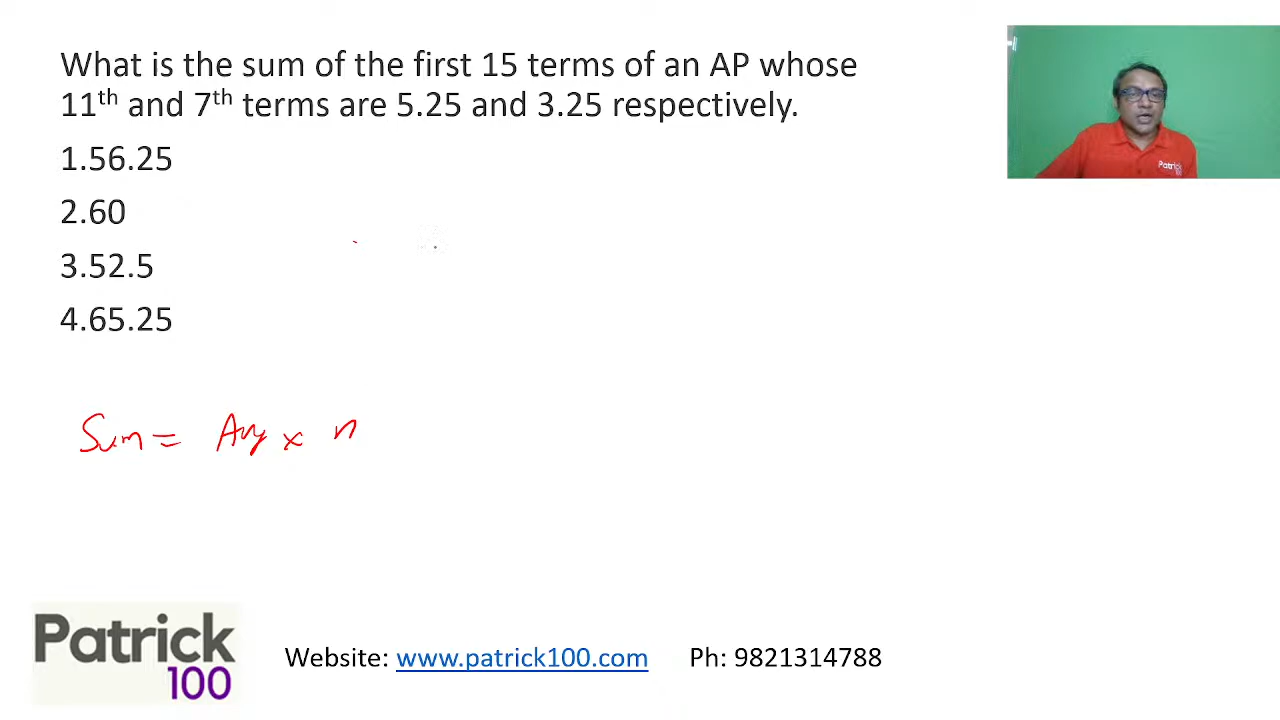 What is the sum of the first 15 terms of an AP whose
11th and 7th terms are 5.25 and 3.25 respectively.
1.56.25
2.60
3.52.5
4.65.25
Sum = Avg × n
Patrick
100
Website: www.patrick100.com Ph: 9821314788
Patrick
100